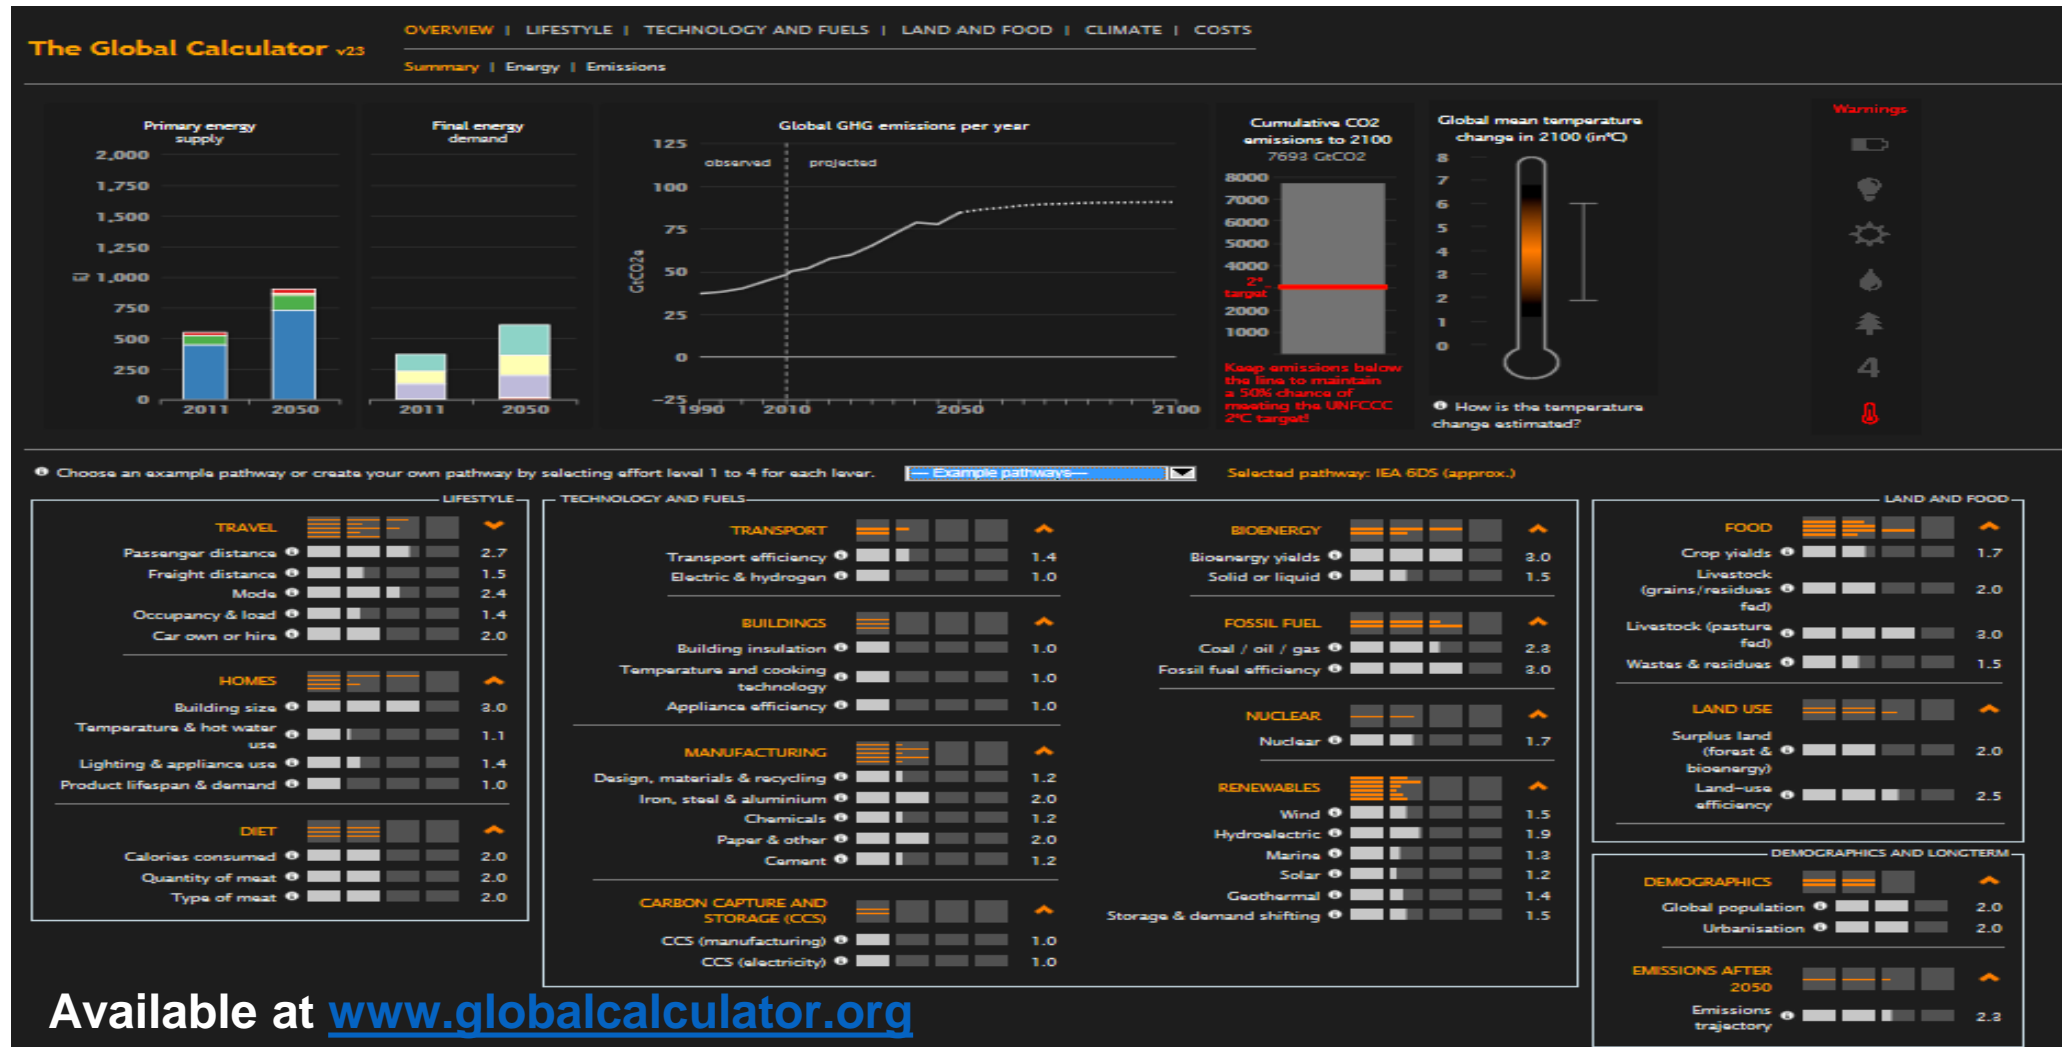 The Global Calculator v23
OVERVIEW | LIFESTYLE | TECHNOLOGY AND FUELS | LAND AND FOOD | CLIMATE | COSTS
Summary | Energy | Emissions
Primary energy
supply
2,000
1,750
1,500
1,250
EJ 1,000
750
500
250
0
2011 2050
Final energy
demand
2011 2050
Global GHG emissions per year
observed projected
GtCO2e
125
100
75
50
25
0
-25
1990 2010 2050 2100
Cumulative CO2
emissions to 2100
7693 GtCO2
8000
7000
6000
5000
4000
2°
target
2000
1000
Keep emissions below
the line to maintain
a 50% chance of
meeting the UNFCCC
2°C target!
Global mean temperature
change in 2100 (in°C)
8
7
6
5
4
3
2
1
0
How is the temperature
change estimated?
Warnings
4
Choose an example pathway or create your own pathway by selecting effort level 1 to 4 for each lever.
— Example pathways—
Selected pathway: IEA 6DS (approx.)
LIFESTYLE
TRAVEL
Passenger distance 2.7
Freight distance 1.5
Mode 2.4
Occupancy & load 1.4
Car own or hire 2.0
HOMES
Building size 3.0
Temperature & hot water
use 1.1
Lighting & appliance use 1.4
Product lifespan & demand 1.0
DIET
Calories consumed 2.0
Quantity of meat 2.0
Type of meat 2.0
TECHNOLOGY AND FUELS
TRANSPORT
Transport efficiency 1.4
Electric & hydrogen 1.0
BUILDINGS
Building insulation 1.0
Temperature and cooking
technology 1.0
Appliance efficiency 1.0
MANUFACTURING
Design, materials & recycling 1.2
Iron, steel & aluminium 2.0
Chemicals 1.2
Paper & other 2.0
Cement 1.2
CARBON CAPTURE AND
STORAGE (CCS)
CCS (manufacturing) 1.0
CCS (electricity) 1.0
BIOENERGY
Bioenergy yields 3.0
Solid or liquid 1.5
FOSSIL FUEL
Coal / oil / gas 2.3
Fossil fuel efficiency 3.0
NUCLEAR
Nuclear 1.7
RENEWABLES
Wind 1.5
Hydroelectric 1.9
Marine 1.3
Solar 1.2
Geothermal 1.4
Storage & demand shifting 1.5
LAND AND FOOD
FOOD
Crop yields 1.7
Livestock
(grains/residues 2.0
fed)
Livestock (pasture
fed) 3.0
Wastes & residues 1.5
LAND USE
Surplus land
(forest & 2.0
bioenergy)
Land-use
efficiency 2.5
DEMOGRAPHICS AND LONGTERM
DEMOGRAPHICS
Global population 2.0
Urbanisation 2.0
EMISSIONS AFTER
2050
Emissions
trajectory 2.3
Available at www.globalcalculator.org